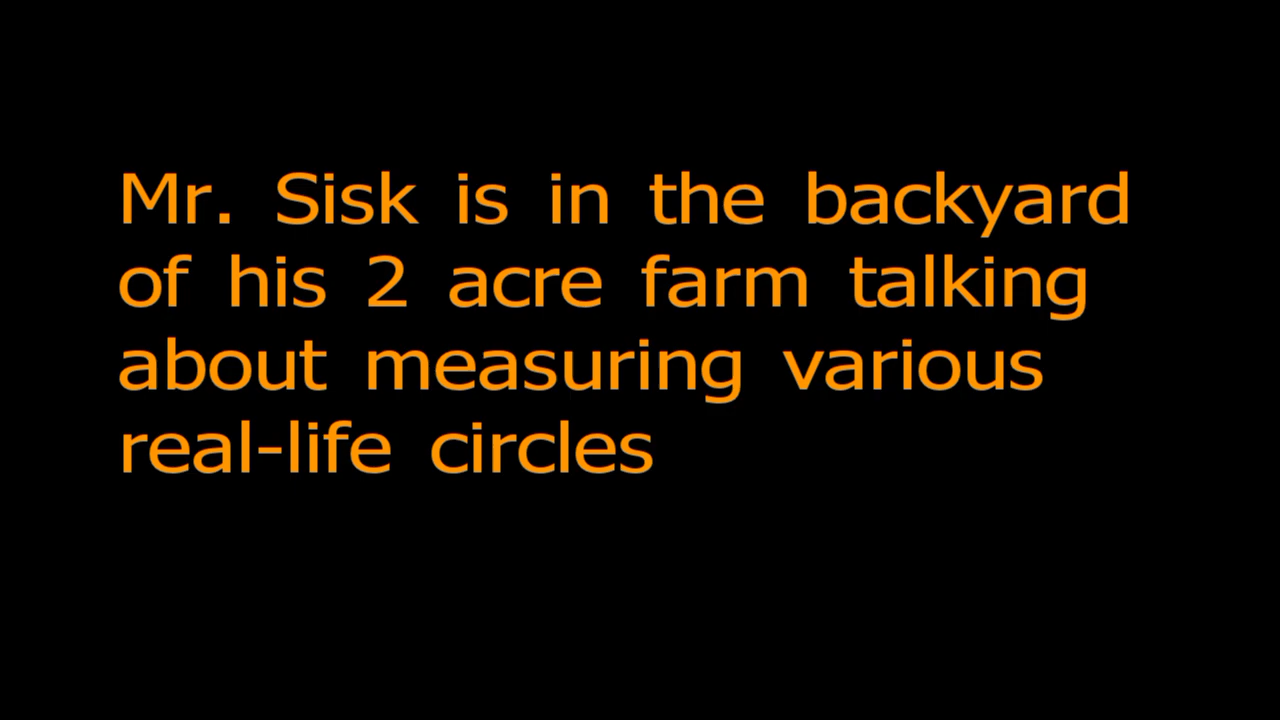 Mr. Sisk is in the backyard
of his 2 acre farm talking
about measuring various
real-life circles